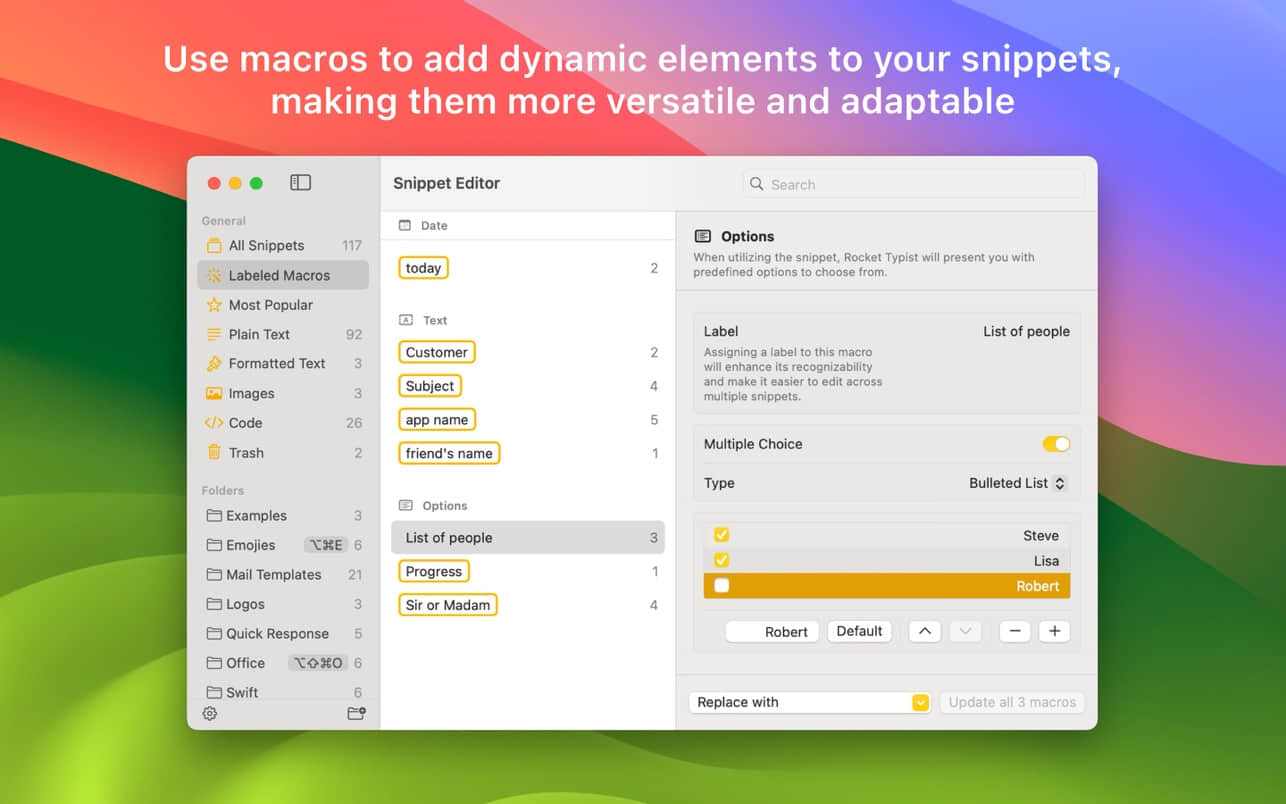 Use macros to add dynamic elements to your snippets,
making them more versatile and adaptable
General
All Snippets 117
Labeled Macros
Most Popular
Plain Text 92
Formatted Text 3
Images 3
Code 26
Trash 2
Folders
Examples 3
Emojies ⌥⌘E 6
Mail Templates 21
Logos 3
Quick Response 5
Office ⌥⇧⌘O 6
Swift 6
Snippet Editor
Search
Date
today 2
Text
Customer 2
Subject 4
app name 5
friend's name 1
Options
List of people 3
Progress 1
Sir or Madam 4
Options
When utilizing the snippet, Rocket Typist will present you with
predefined options to choose from.
Label List of people
Assigning a label to this macro
will enhance its recognizability
and make it easier to edit across
multiple snippets.
Multiple Choice
Type Bulleted List
Steve
Lisa
Robert
Robert Default
Replace with Update all 3 macros